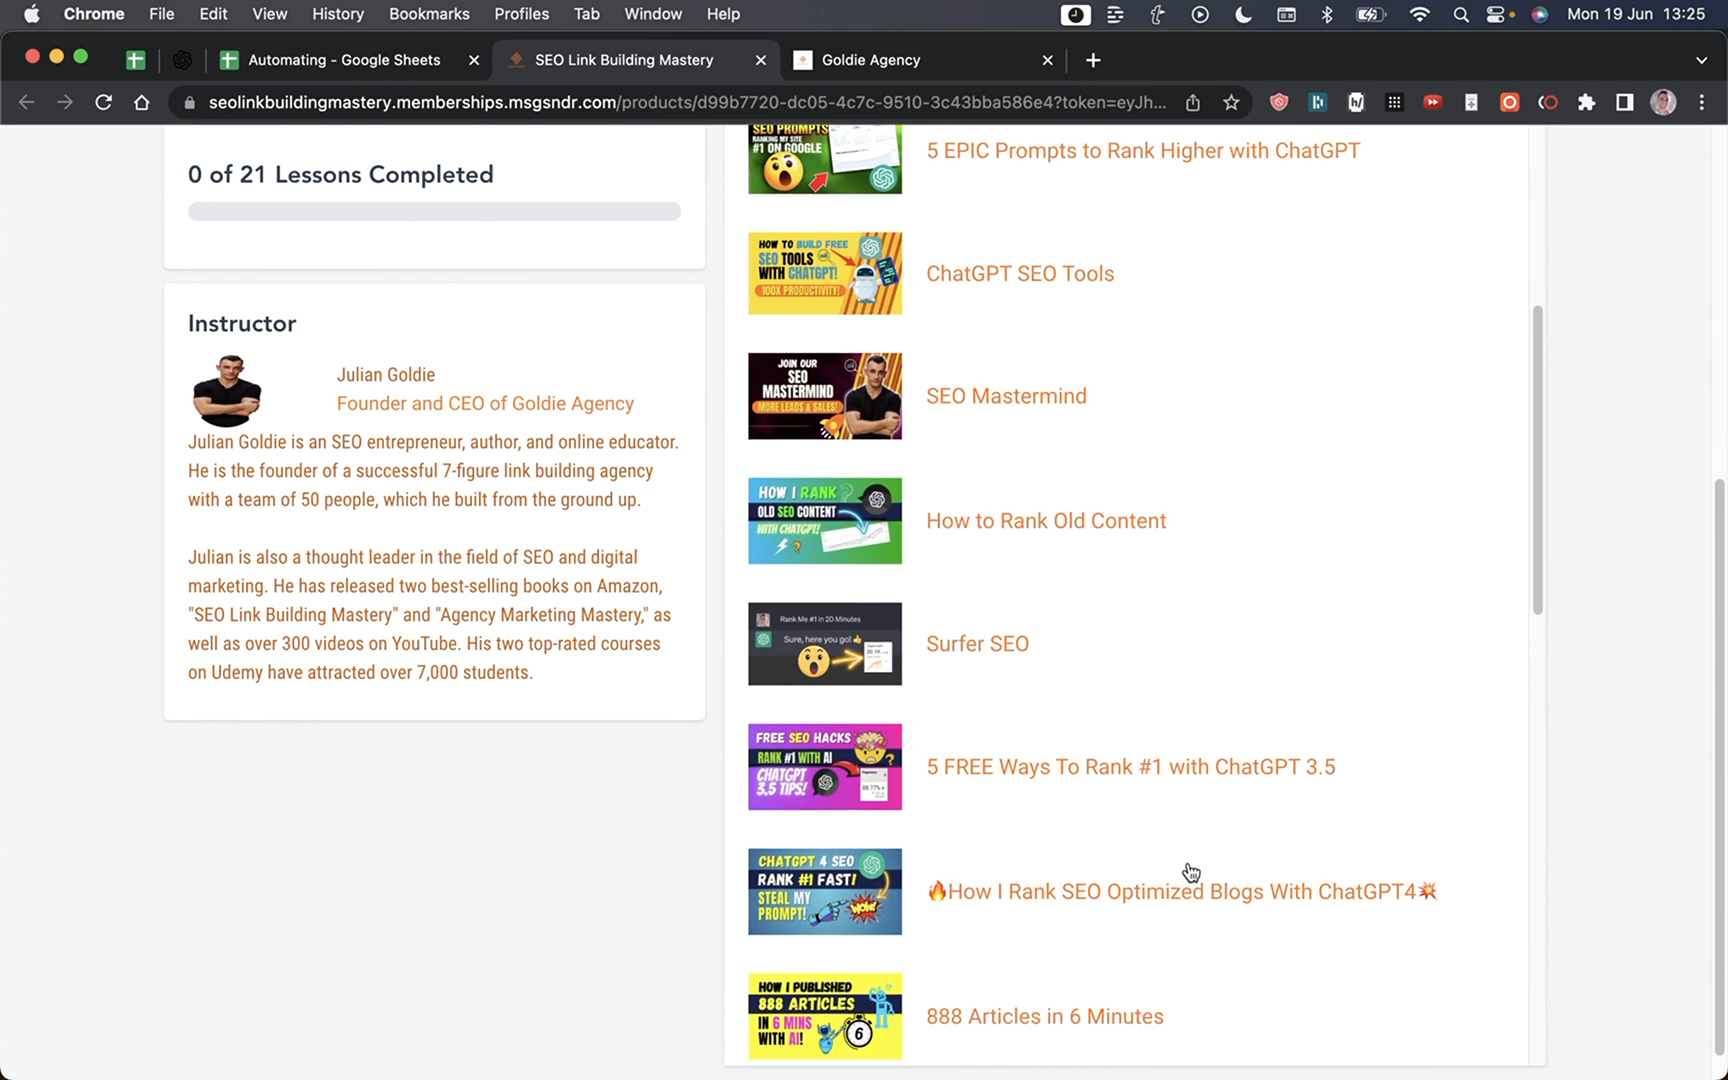 Chrome File Edit View History Bookmarks Profiles Tab Window Help Mon 19 Jun 13:25
Automating - Google Sheets SEO Link Building Mastery Goldie Agency
seolinkbuildingmastery.memberships.msgsndr.com/products/d99b7720-dc05-4c7c-9510-3c43bba586e4?token=eyJh...
0 of 21 Lessons Completed
Instructor
Julian Goldie
Founder and CEO of Goldie Agency
Julian Goldie is an SEO entrepreneur, author, and online educator.
He is the founder of a successful 7-figure link building agency
with a team of 50 people, which he built from the ground up.
Julian is also a thought leader in the field of SEO and digital
marketing. He has released two best-selling books on Amazon,
"SEO Link Building Mastery" and "Agency Marketing Mastery," as
well as over 300 videos on YouTube. His two top-rated courses
on Udemy have attracted over 7,000 students.
SEO PROMPTS
RANKING MY SITE
#1 ON GOOGLE
5 EPIC Prompts to Rank Higher with ChatGPT
HOW TO BUILD FREE
SEO TOOLS
WITH CHATGPT!
100X PRODUCTIVITY!
ChatGPT SEO Tools
JOIN OUR
SEO
MASTERMIND
MORE LEADS & SALES!
SEO Mastermind
HOW I RANK
OLD SEO CONTENT
WITH CHATGPT!
How to Rank Old Content
Rank Me #1 in 20 Minutes
Sure, here you go!👍
20.1K
Surfer SEO
FREE SEO HACKS
RANK #1 WITH AI
CHATGPT
3.5 TIPS!
5 FREE Ways To Rank #1 with ChatGPT 3.5
CHATGPT 4 SEO
RANK #1 FAST!
STEAL MY
PROMPT!
WOW!
🔥How I Rank SEO Optimized Blogs With ChatGPT4💥
HOW I PUBLISHED
888 ARTICLES
IN 6 MINS
WITH AI!
6
888 Articles in 6 Minutes